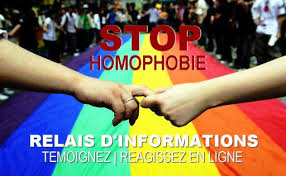 STOP
HOMOPHOBIE
RELAIS D'INFORMATIONS
TEMOIGNEZ | REAGISSEZ EN LIGNE